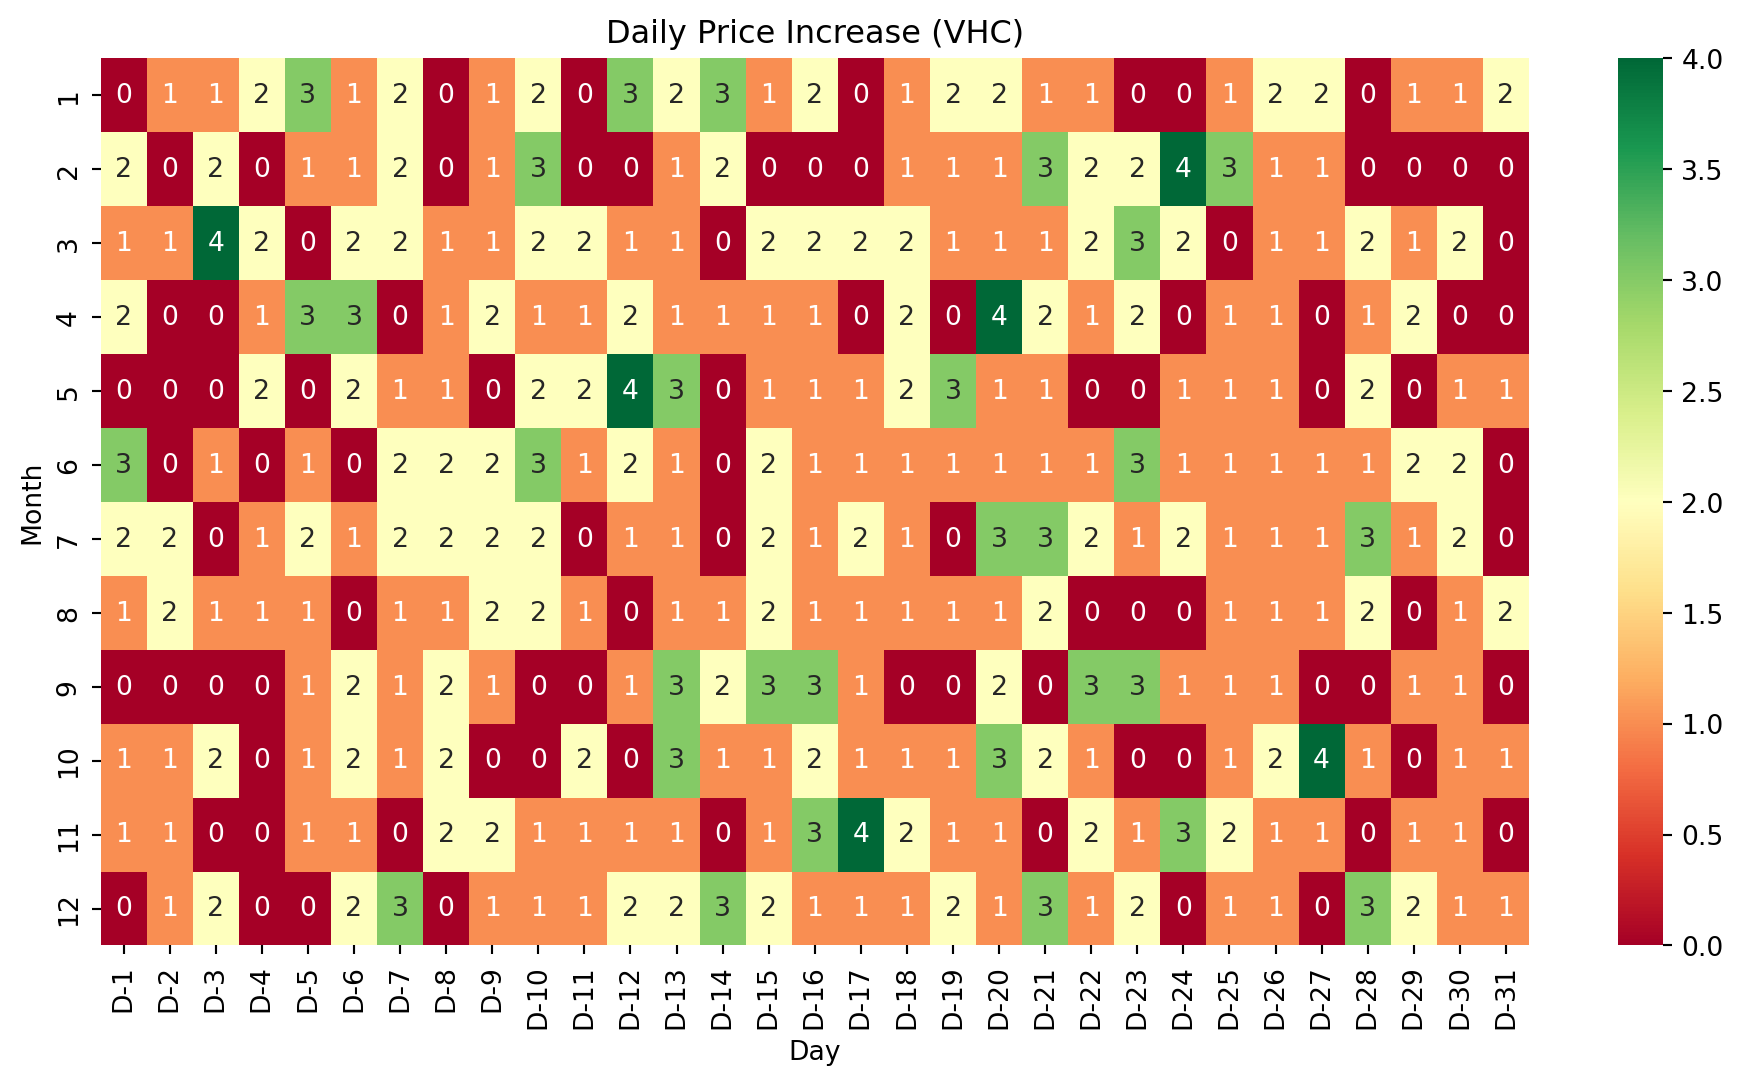 Daily Price Increase (VHC)
1 0 1 1 2 3 1 2 0 1 2 0 3 2 3 1 2 0 1 2 2 1 1 0 0 1 2 2 0 1 1 2
2 2 0 2 0 1 1 2 0 1 3 0 0 1 2 0 0 0 1 1 1 3 2 2 4 3 1 1 0 0 0 0
3 1 1 4 2 0 2 2 1 1 2 2 1 1 0 2 2 2 2 1 1 1 2 3 2 0 1 1 2 1 2 0
4 2 0 0 1 3 3 0 1 2 1 1 2 1 1 1 1 0 2 0 4 2 1 2 0 1 1 0 1 2 0 0
5 0 0 0 2 0 2 1 1 0 2 2 4 3 0 1 1 1 2 3 1 1 0 0 1 1 1 0 2 0 1 1
6 3 0 1 0 1 0 2 2 2 3 1 2 1 0 2 1 1 1 1 1 1 1 3 1 1 1 1 1 2 2 0
7 2 2 0 1 2 1 2 2 2 2 0 1 1 0 2 1 2 1 0 3 3 2 1 2 1 1 1 3 1 2 0
8 1 2 1 1 1 0 1 1 2 2 1 0 1 1 2 1 1 1 1 1 2 0 0 0 1 1 1 2 0 1 2
9 0 0 0 0 1 2 1 2 1 0 0 1 3 2 3 3 1 0 0 2 0 3 3 1 1 1 0 0 1 1 0
10 1 1 2 0 1 2 1 2 0 0 2 0 3 1 1 2 1 1 1 3 2 1 0 0 1 2 4 1 0 1 1
11 1 1 0 0 1 1 0 2 2 1 1 1 1 0 1 3 4 2 1 1 0 2 1 3 2 1 1 0 1 1 0
12 0 1 2 0 0 2 3 0 1 1 1 2 2 3 2 1 1 1 2 1 3 1 2 0 1 1 0 3 2 1 1
Month
D-1 D-2 D-3 D-4 D-5 D-6 D-7 D-8 D-9 D-10 D-11 D-12 D-13 D-14 D-15 D-16 D-17 D-18 D-19 D-20 D-21 D-22 D-23 D-24 D-25 D-26 D-27 D-28 D-29 D-30 D-31
Day
4.0
3.5
3.0
2.5
2.0
1.5
1.0
0.5
0.0